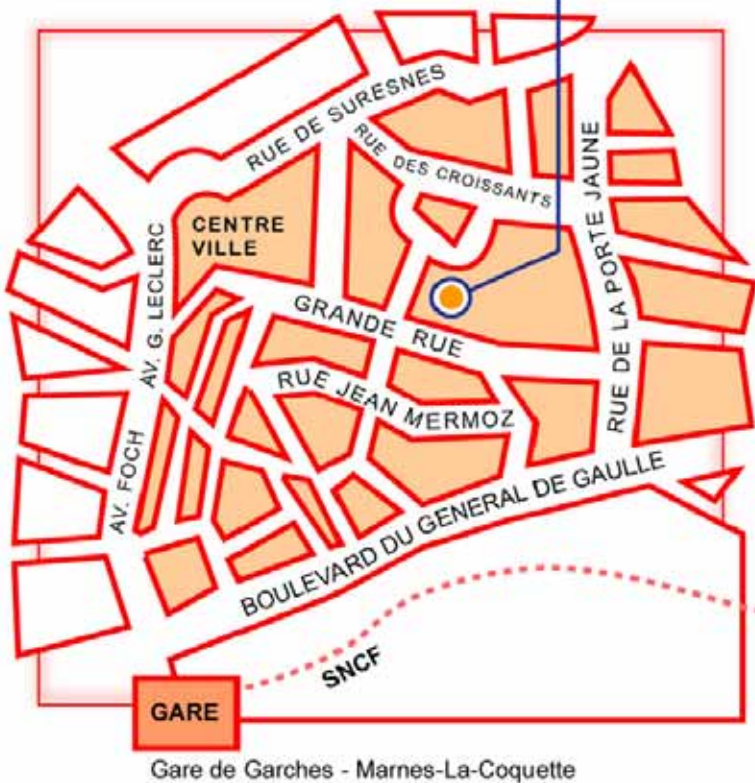 RUE DE SURESNES
RUE DES CROISSANTS
RUE DE LA PORTE JAUNE
CENTRE
VILLE
AV. G. LECLERC
GRANDE RUE
RUE JEAN MERMOZ
AV. FOCH
BOULEVARD DU GENERAL DE GAULLE
SNCF
GARE
Gare de Garches - Marnes-La-Coquette